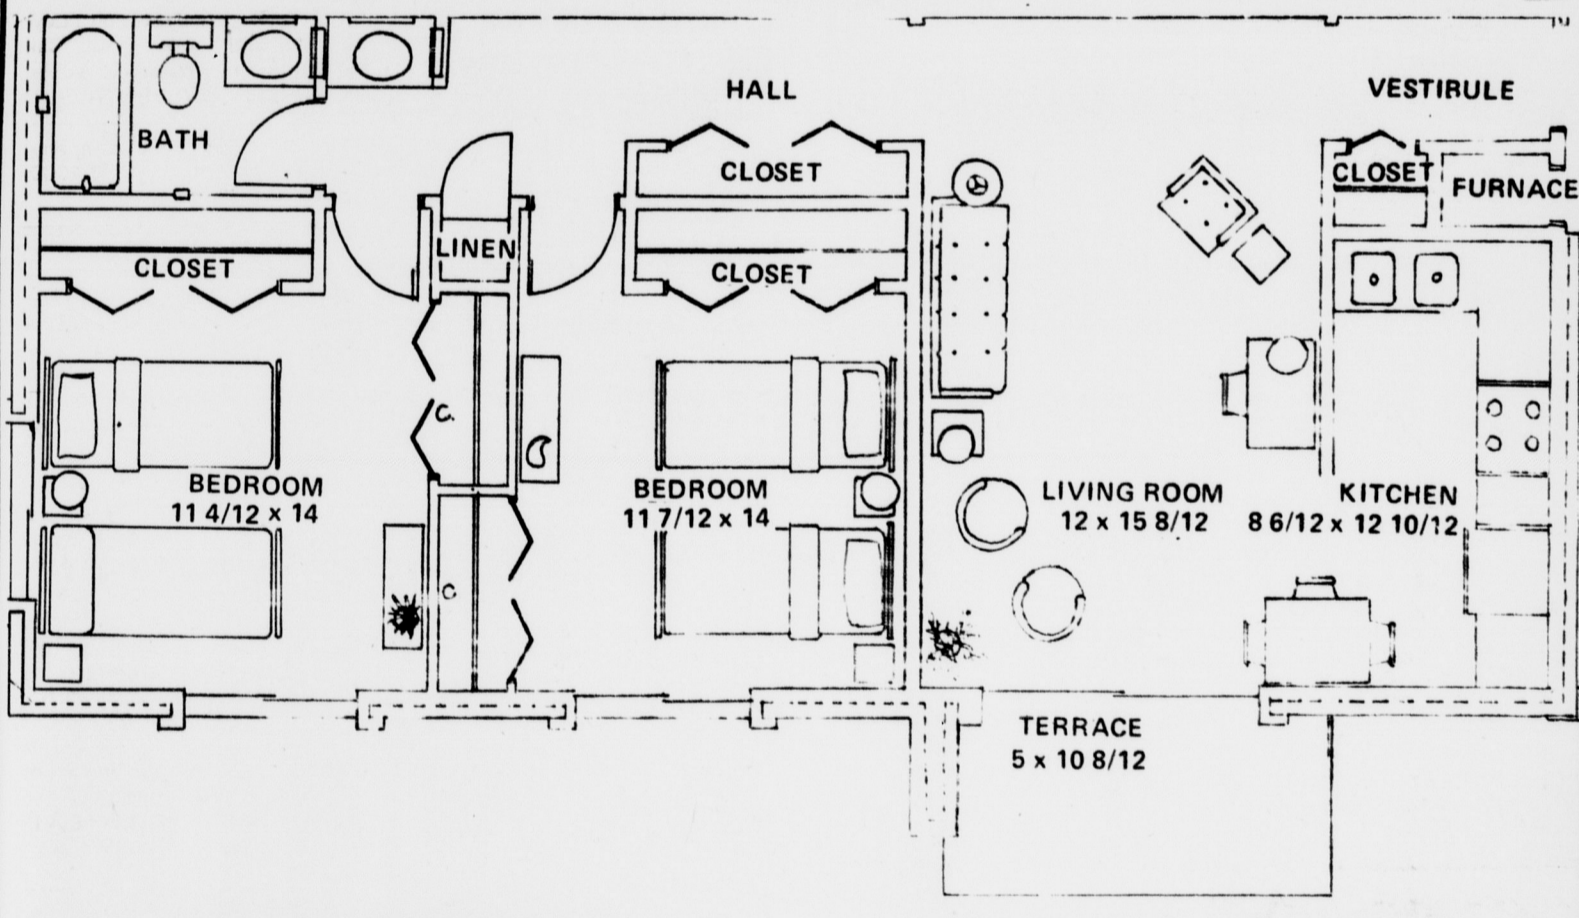 HALL
VESTIRULE
BATH
CLOSET
CLOSET
FURNACE
LINEN
CLOSET
CLOSET
C.
BEDROOM
11 4/12 x 14
BEDROOM
11 7/12 x 14
LIVING ROOM
12 x 15 8/12
KITCHEN
8 6/12 x 12 10/12
C
TERRACE
5 x 10 8/12